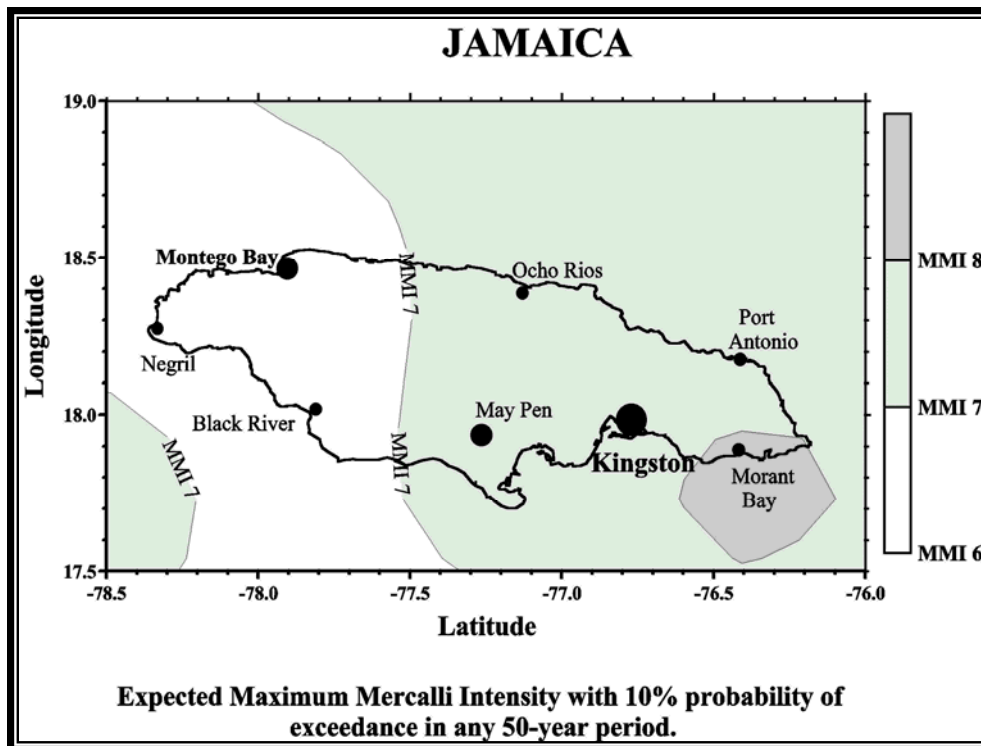 JAMAICA
19.0
18.5
18.0
17.5
Longitude
-78.5 -78.0 -77.5 -77.0 -76.5 -76.0
Latitude
Montego Bay
Negril
Black River
Ocho Rios
Port
Antonio
May Pen
Kingston
Morant
Bay
MMI 7
MMI 7
MMI 7
MMI 8
MMI 7
MMI 6
Expected Maximum Mercalli Intensity with 10% probability of
exceedance in any 50-year period.